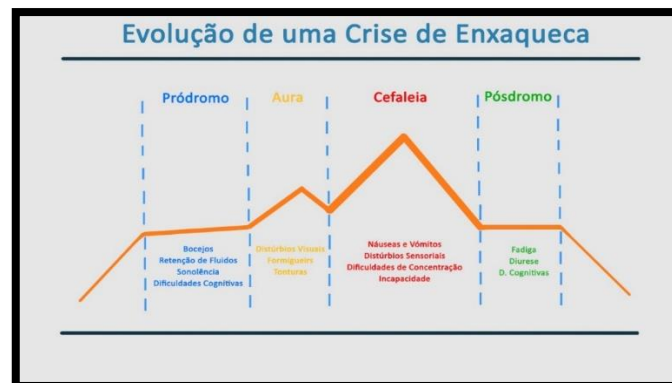 Evolução de uma Crise de Enxaqueca
Pródromo
Aura
Cefaleia
Pósdromo
Bocejos
Retenção de Fluidos
Sonolência
Dificuldades Cognitivas
Distúrbios Visuais
Formigueiro
Tonturas
Náuseas e Vómitos
Distúrbios Sensoriais
Dificuldades de Concentração
Incapacidade
Fadiga
Diurese
D. Cognitivas